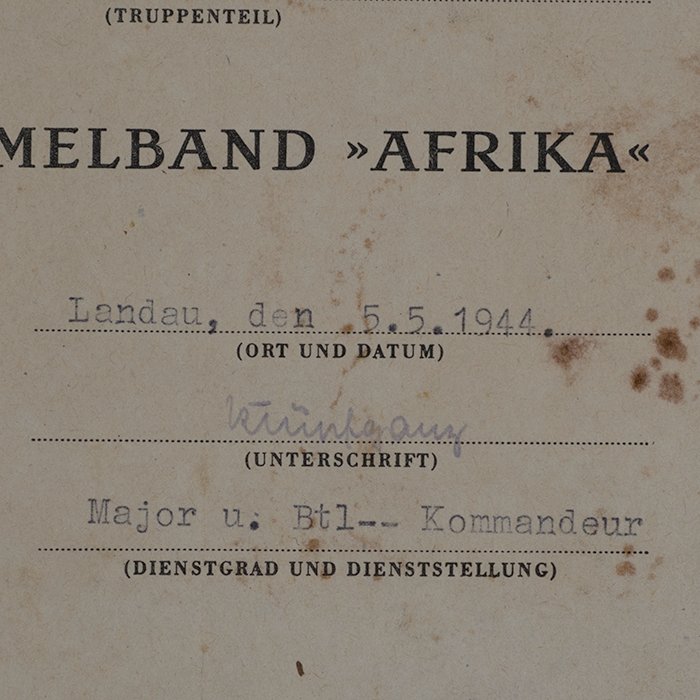 (TRUPPENTEIL)
MELBAND »AFRIKA«
Landau, den 5.5.1944.
(ORT UND DATUM)
(UNTERSCHRIFT)
Major u. Btl-- Kommandeur
(DIENSTGRAD UND DIENSTSTELLUNG)